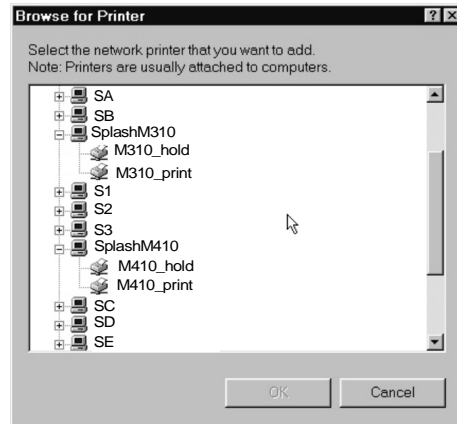 Browse for Printer
Select the network printer that you want to add.
Note: Printers are usually attached to computers.
SA
SB
SplashM310
M310_hold
M310_print
S1
S2
S3
SplashM410
M410_hold
M410_print
SC
SD
SE
OK
Cancel